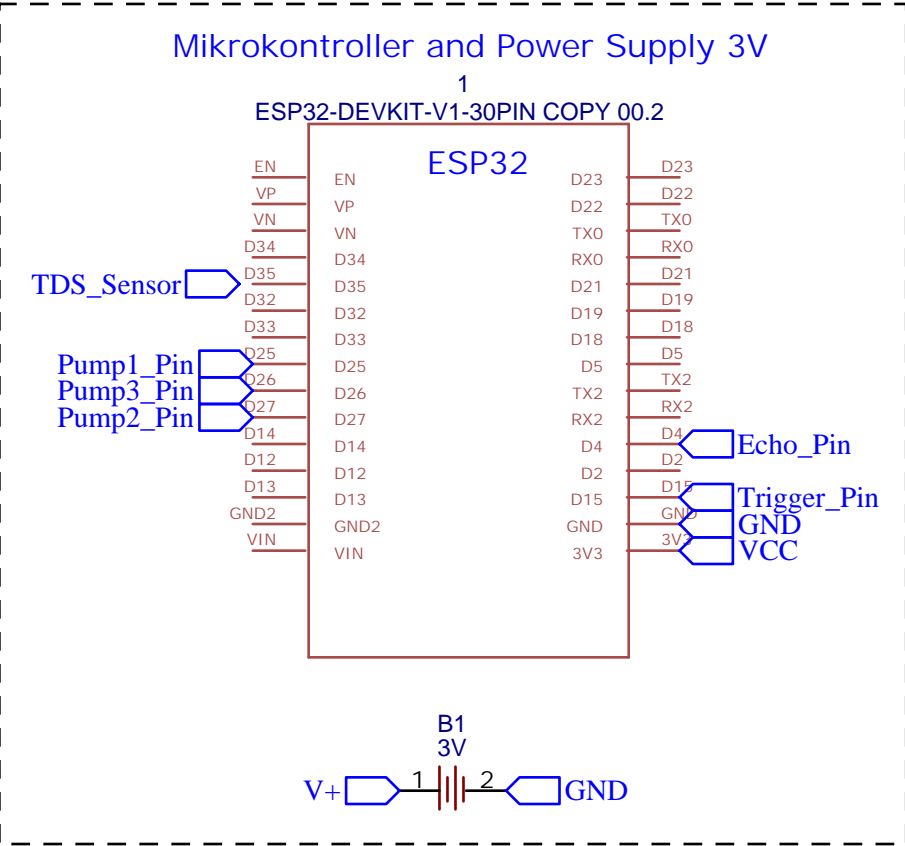 Mikrokontroller and Power Supply 3V
1
ESP32-DEVKIT-V1-30PIN COPY 00.2
ESP32
EN EN D23 D23
VP VP D22 D22
VN VN TX0 TX0
D34 D34 RX0 RX0
TDS_Sensor D35 D35 D21 D21
D32 D32 D19 D19
D33 D33 D18 D18
Pump1_Pin D25 D25 D5 D5
Pump3_Pin D26 D26 TX2 TX2
Pump2_Pin D27 D27 RX2 RX2
D14 D14 D4 D4 Echo_Pin
D12 D12 D2 D2
D13 D13 D15 D15 Trigger_Pin
GND2 GND2 GND GND GND
VIN VIN 3V3 3V3 VCC
B1
3V
V+ 1 2 GND